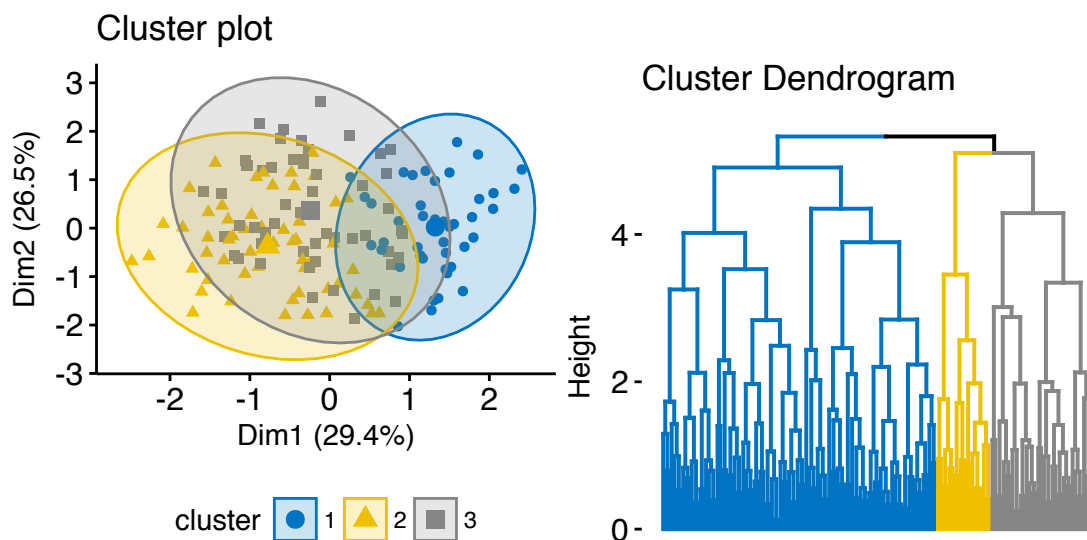 Cluster plot
3
2
1
0
-1
-2
-3
Dim2 (26.5%)
-2 -1 0 1 2
Dim1 (29.4%)
cluster 1 2 3
Cluster Dendrogram
4
2
0
Height